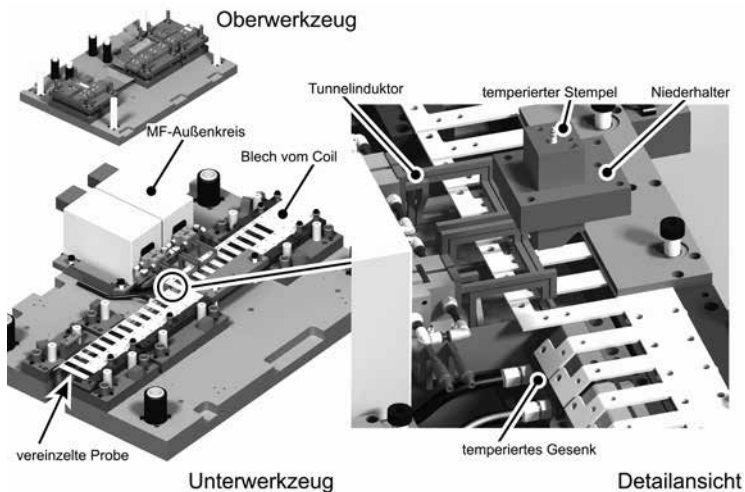 Oberwerkzeug
MF-Außenkreis
Blech vom Coil
vereinzelte Probe
Unterwerkzeug
Tunnelinduktor
temperierter Stempel
Niederhalter
temperiertes Gesenk
Detailansicht